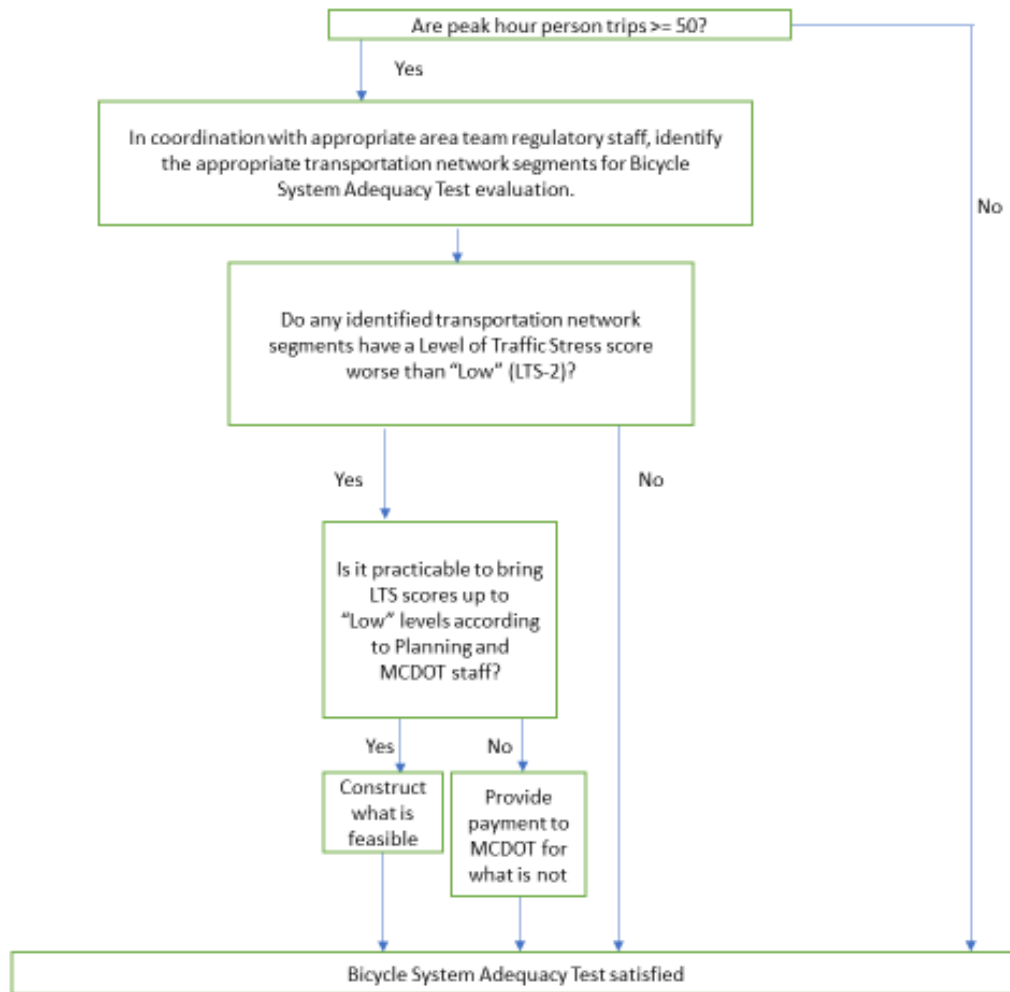 Are peak hour person trips >= 50?
Yes
In coordination with appropriate area team regulatory staff, identify
the appropriate transportation network segments for Bicycle
System Adequacy Test evaluation.
No
Do any identified transportation network
segments have a Level of Traffic Stress score
worse than “Low” (LTS-2)?
Yes
No
Is it practicable to bring
LTS scores up to
“Low” levels according
to Planning and
MCDOT staff?
Yes
No
Construct
what is
feasible
Provide
payment to
MCDOT for
what is not
Bicycle System Adequacy Test satisfied